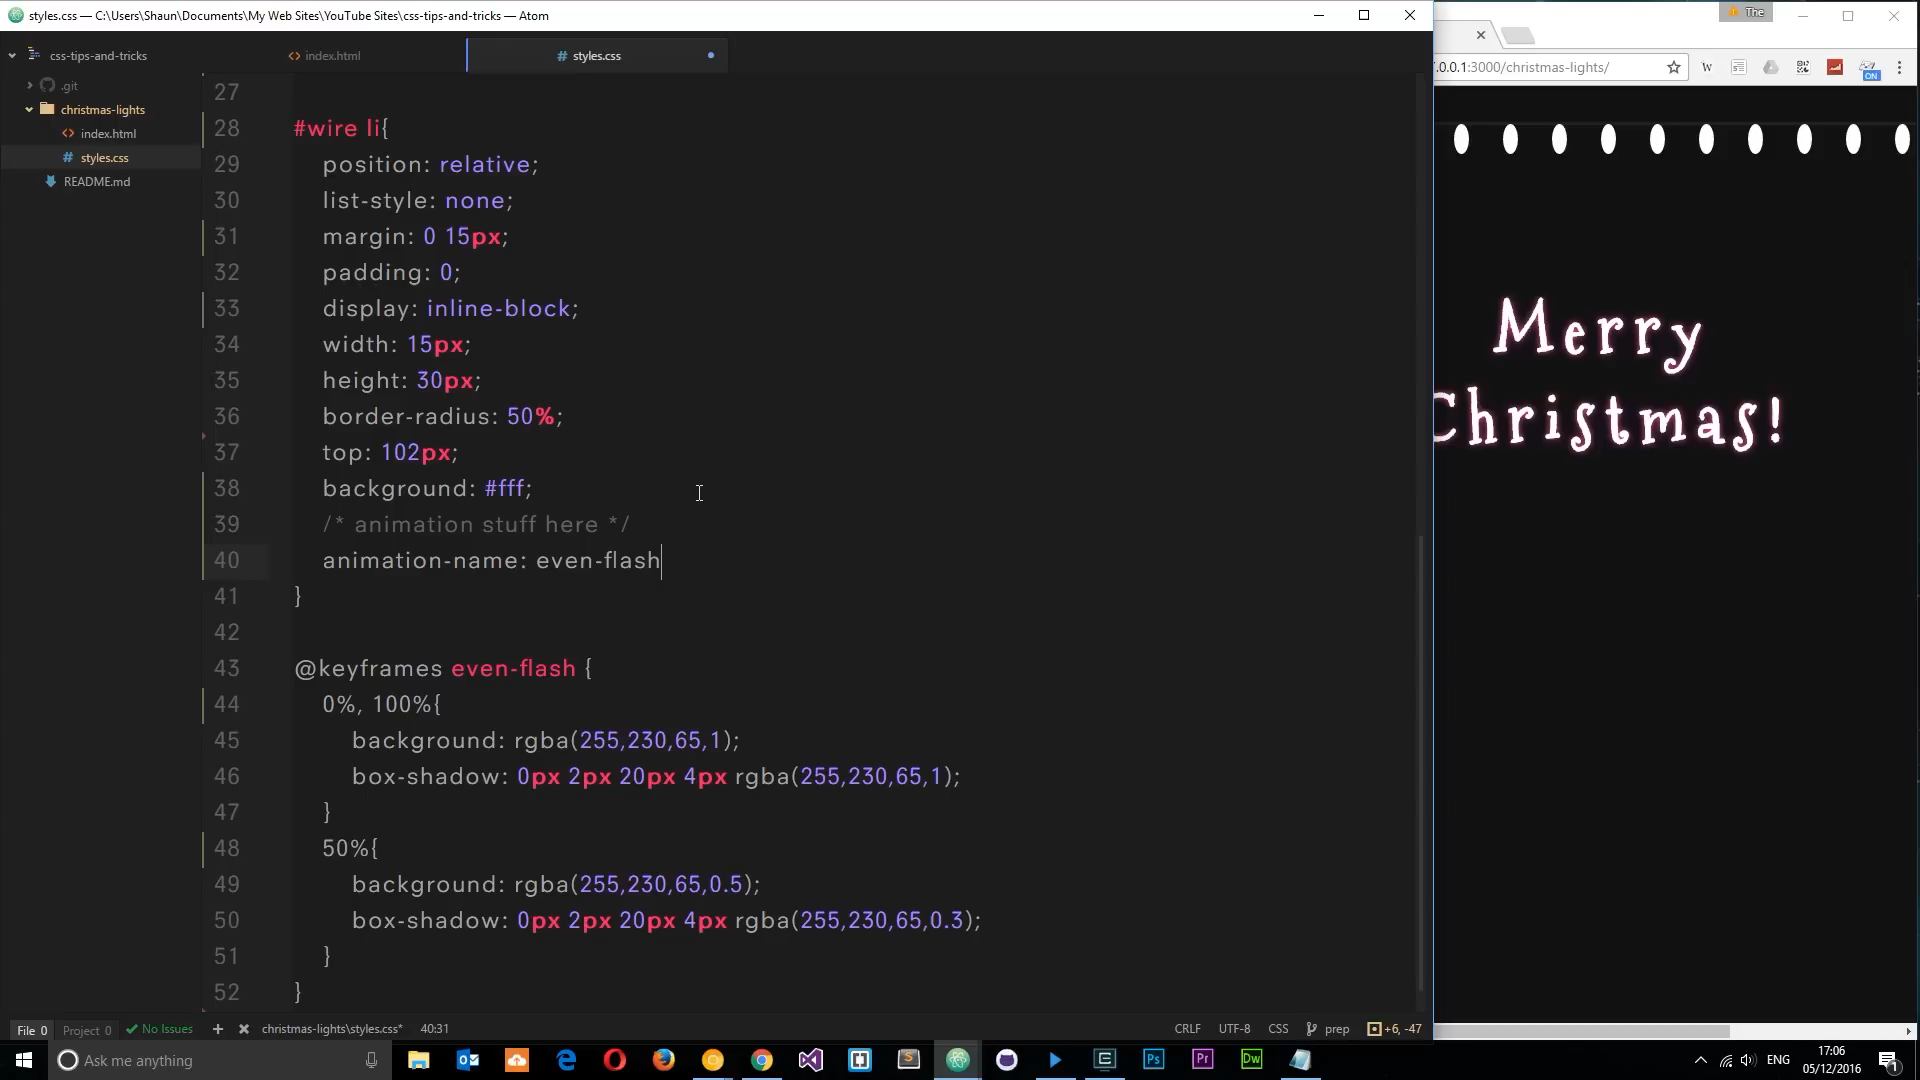 styles.css — C:\Users\Shaun\Documents\My Web Sites\YouTube Sites\css-tips-and-tricks — Atom
The
css-tips-and-tricks
index.html
styles.css
.0.0.1:3000/christmas-lights/
W
ON
.git
christmas-lights
index.html
styles.css
README.md
27
28 #wire li{
29 position: relative;
30 list-style: none;
31 margin: 0 15px;
32 padding: 0;
33 display: inline-block;
34 width: 15px;
35 height: 30px;
36 border-radius: 50%;
37 top: 102px;
38 background: #fff;
39 /* animation stuff here */
40 animation-name: even-flash
41 }
42
43 @keyframes even-flash {
44 0%, 100%{
45 background: rgba(255,230,65,1);
46 box-shadow: 0px 2px 20px 4px rgba(255,230,65,1);
47 }
48 50%{
49 background: rgba(255,230,65,0.5);
50 box-shadow: 0px 2px 20px 4px rgba(255,230,65,0.3);
51 }
52 }
Merry
Christmas!
File 0 Project 0 No Issues christmas-lights\styles.css* 40:31 CRLF UTF-8 CSS prep +6, -47
Ask me anything
Ps
Pr
Dw
ENG
17:06
05/12/2016
1